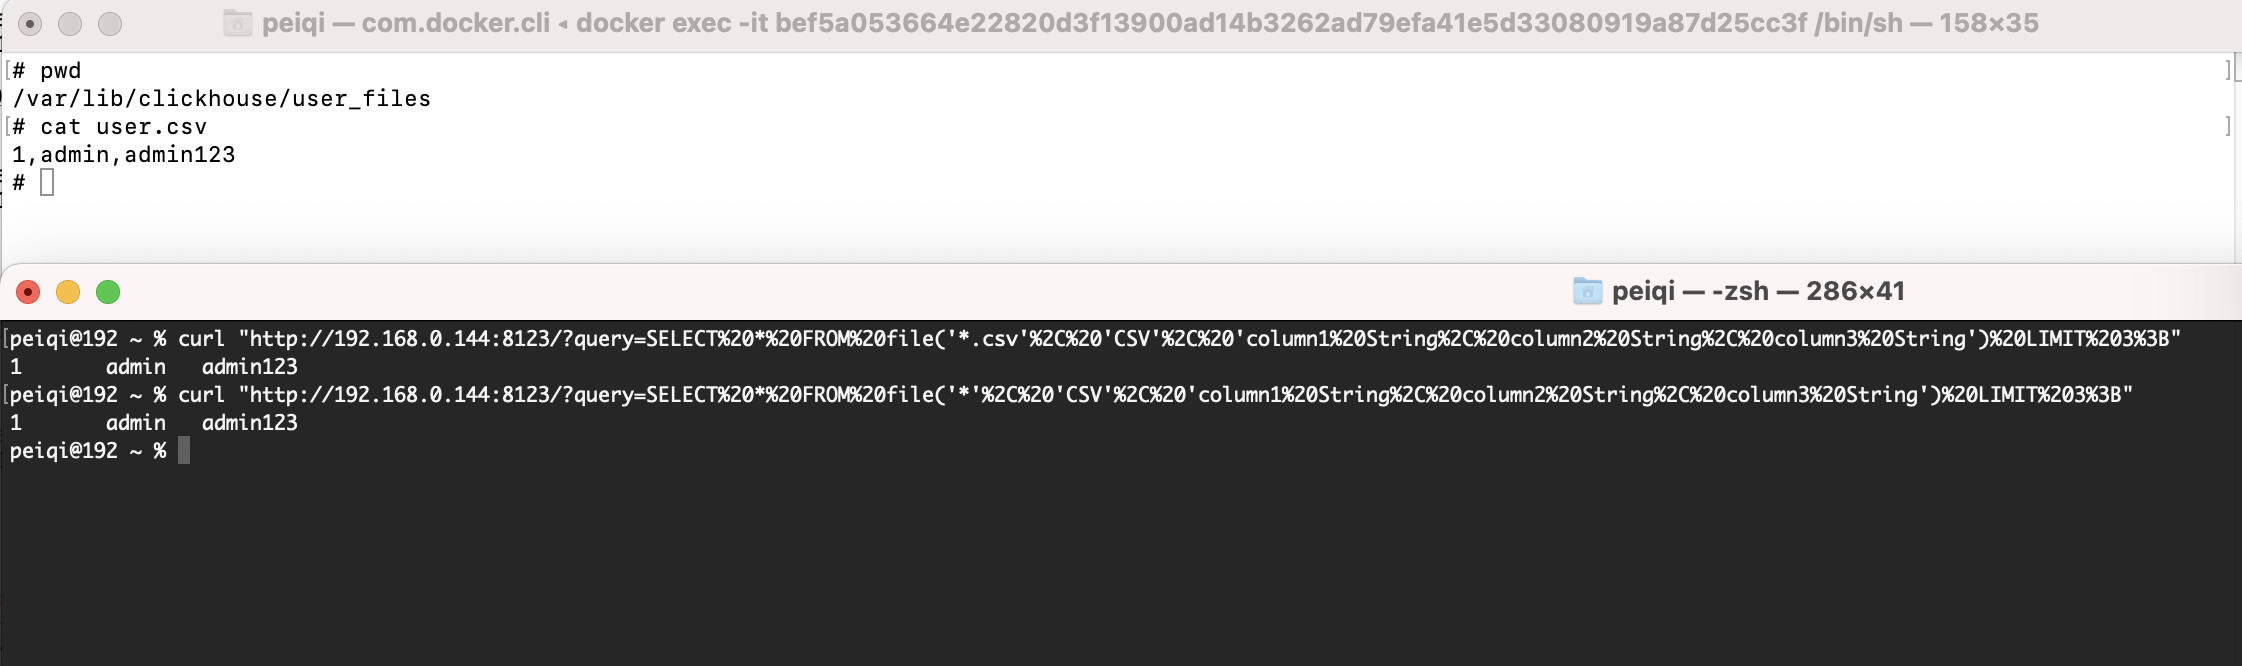 peiqi — com.docker.cli ◂ docker exec -it bef5a053664e22820d3f13900ad14b3262ad79efa41e5d33080919a87d25cc3f /bin/sh — 158×35
[# pwd ]
/var/lib/clickhouse/user_files
[# cat user.csv ]
1,admin,admin123
#
peiqi — -zsh — 286×41
[peiqi@192 ~ % curl "http://192.168.0.144:8123/?query=SELECT%20*%20FROM%20file('*.csv'%2C%20'CSV'%2C%20'column1%20String%2C%20column2%20String%2C%20column3%20String')%20LIMIT%203%3B"
1 admin admin123
[peiqi@192 ~ % curl "http://192.168.0.144:8123/?query=SELECT%20*%20FROM%20file('*'%2C%20'CSV'%2C%20'column1%20String%2C%20column2%20String%2C%20column3%20String')%20LIMIT%203%3B"
1 admin admin123
peiqi@192 ~ %